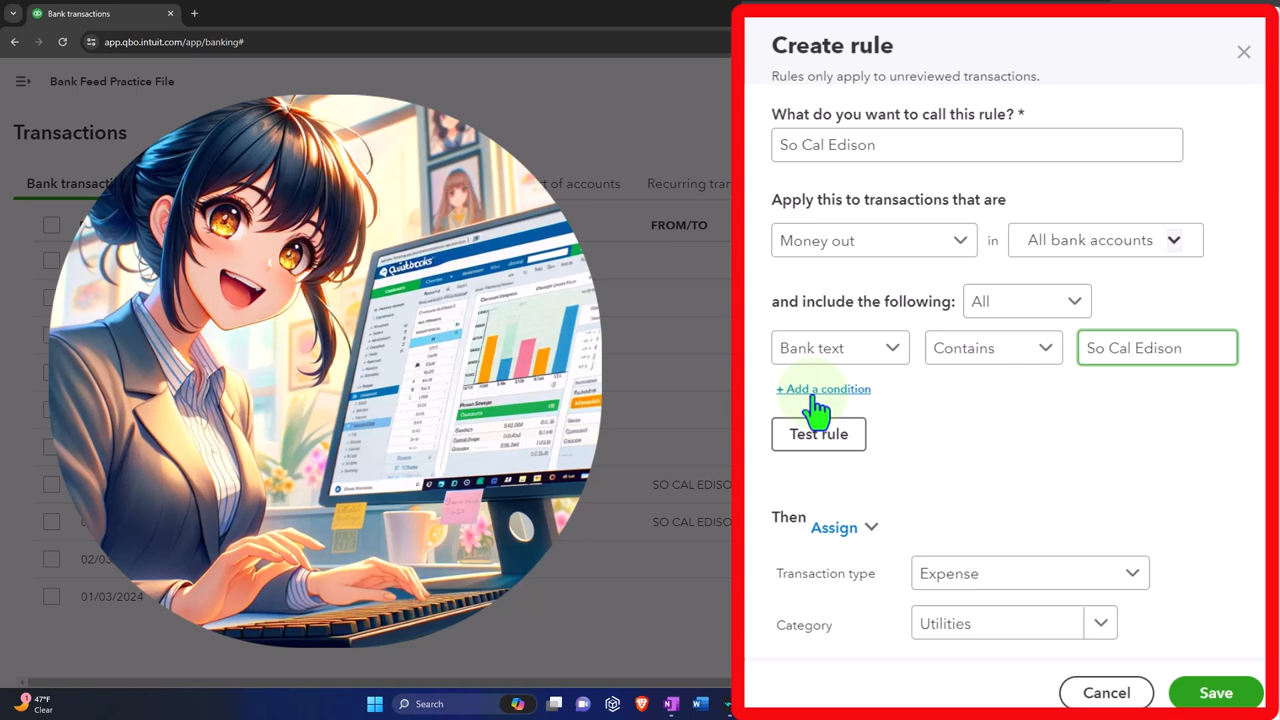 Bank transactions
app.qbo.intuit.com/app/banking#
Bank Feed Practice File
Transactions
Bank transacti
t of accounts
Recurring tran
FROM/TO
SO CAL EDISO
SO CAL EDISO
02/03
01/03/2024
QuickBooks
Create rule
Rules only apply to unreviewed transactions.
What do you want to call this rule? *
So Cal Edison
Apply this to transactions that are
Money out
in
All bank accounts
and include the following:
All
Bank text
Contains
So Cal Edison
+ Add a condition
Test rule
Then
Assign
Transaction type
Expense
Category
Utilities
Cancel
Save
47°F
Clear
Search